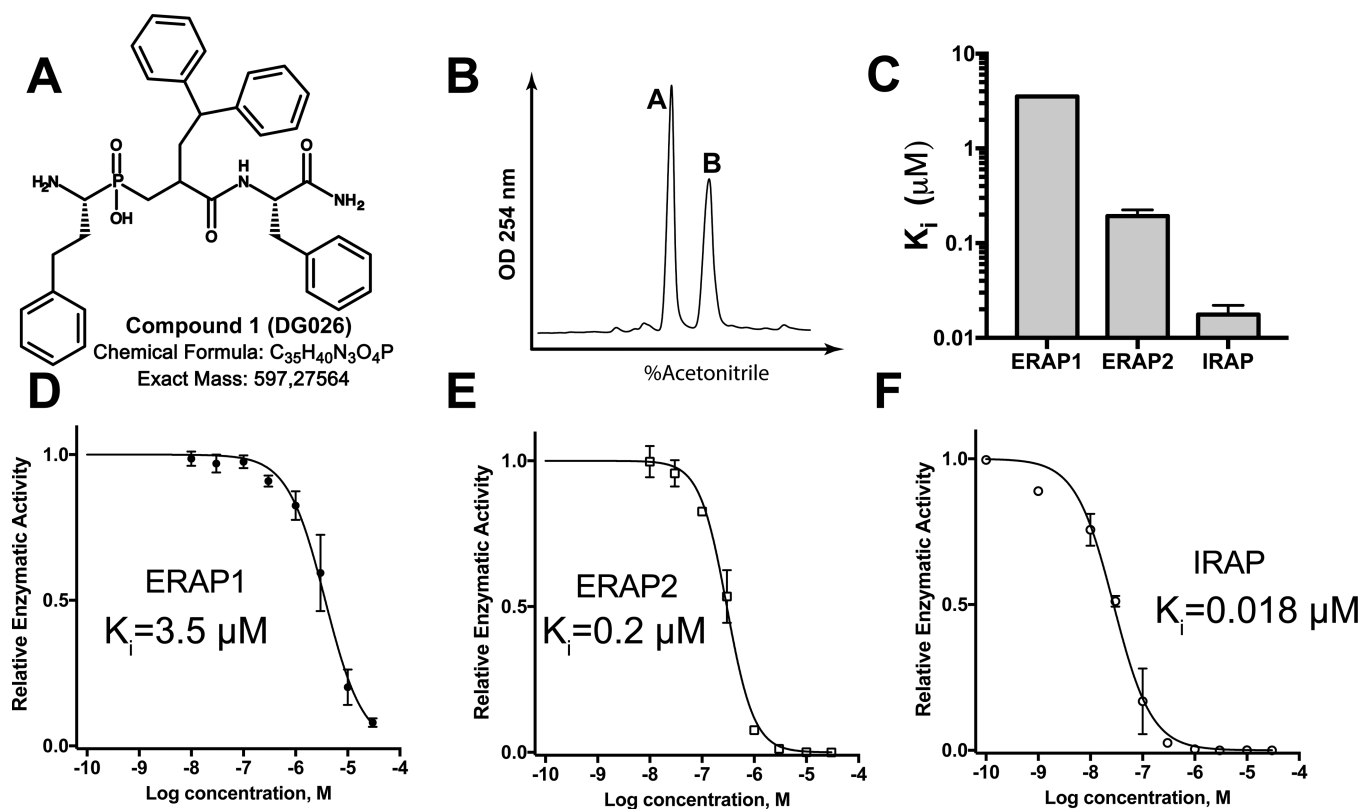 A
H₂N
O
P
OH
O
H
N
O
NH₂
Compound 1 (DG026)
Chemical Formula: C₃₅H₄₀N₃O₄P
Exact Mass: 597,27564
B
A
B
OD 254 nm
%Acetonitrile
C
Kᵢ (μM)
10
1
0.1
0.01
ERAP1 ERAP2 IRAP
D
Relative Enzymatic Activity
1.0
0.5
0.0
ERAP1
Kᵢ=3.5 μM
-10 -9 -8 -7 -6 -5 -4
Log concentration, M
E
Relative Enzymatic Activity
1.0
0.5
0.0
ERAP2
Kᵢ=0.2 μM
-10 -9 -8 -7 -6 -5 -4
Log concentration, M
F
Relative Enzymatic Activity
1.0
0.5
0.0
IRAP
Kᵢ=0.018 μM
-10 -9 -8 -7 -6 -5 -4
Log concentration, M